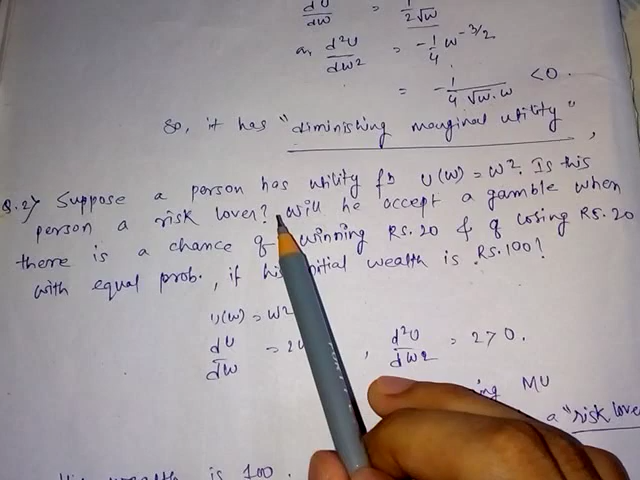 dU/dW = 1/2√w
a, d²U/dW² = -1/4 w^-3/2
= -1/4√w.w <0.
So, it has "diminishing marginal utility",
Q.2) Suppose a person has utility fn U(W) = W². Is this
person a risk lover? Will he accept a gamble when
there is a chance of winning RS.20 & of losing RS.20
with equal prob., if his initial wealth is RS.100?
U(W) = W²
dU/dW = 2W , d²U/dW² = 2>0.
MU
a "risk lover
is 100.